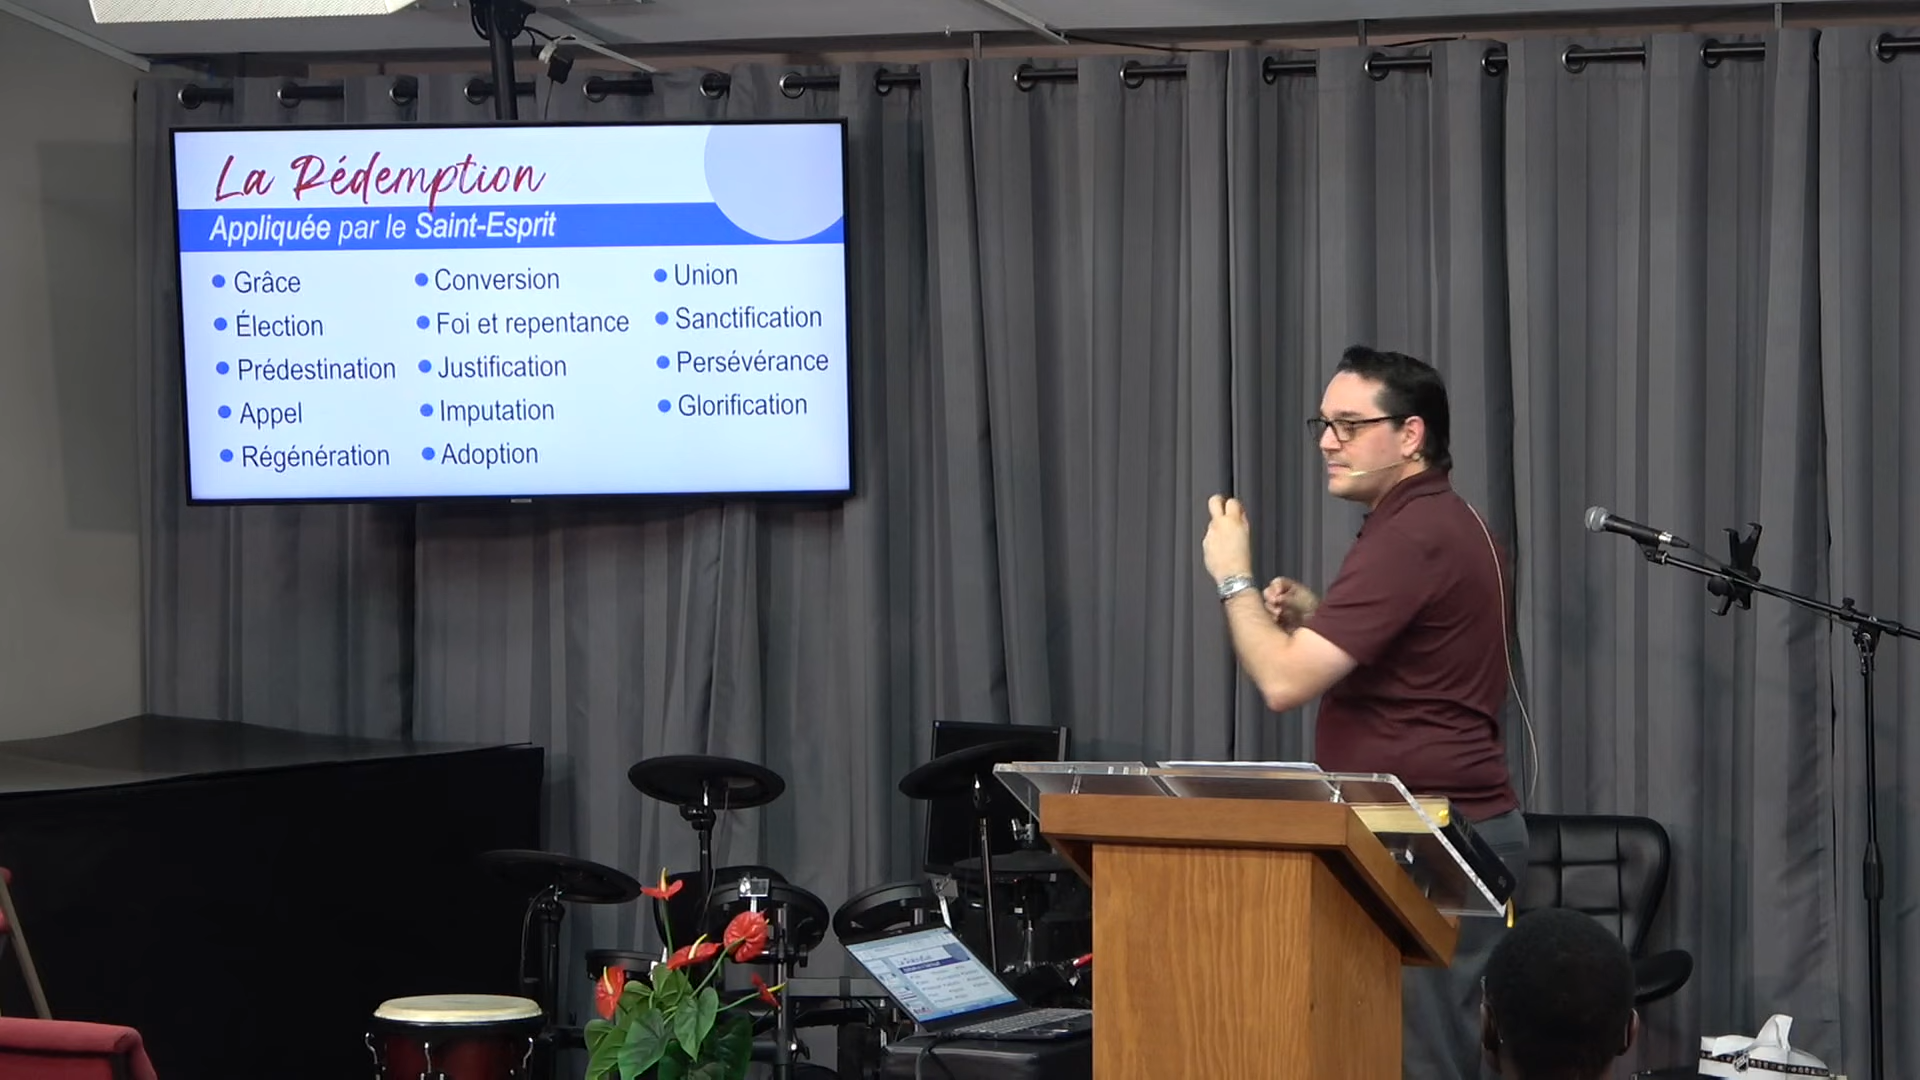 La Rédemption
Appliquée par le Saint-Esprit
Grâce
Élection
Prédestination
Appel
Régénération
Conversion
Foi et repentance
Justification
Imputation
Adoption
Union
Sanctification
Persévérance
Glorification